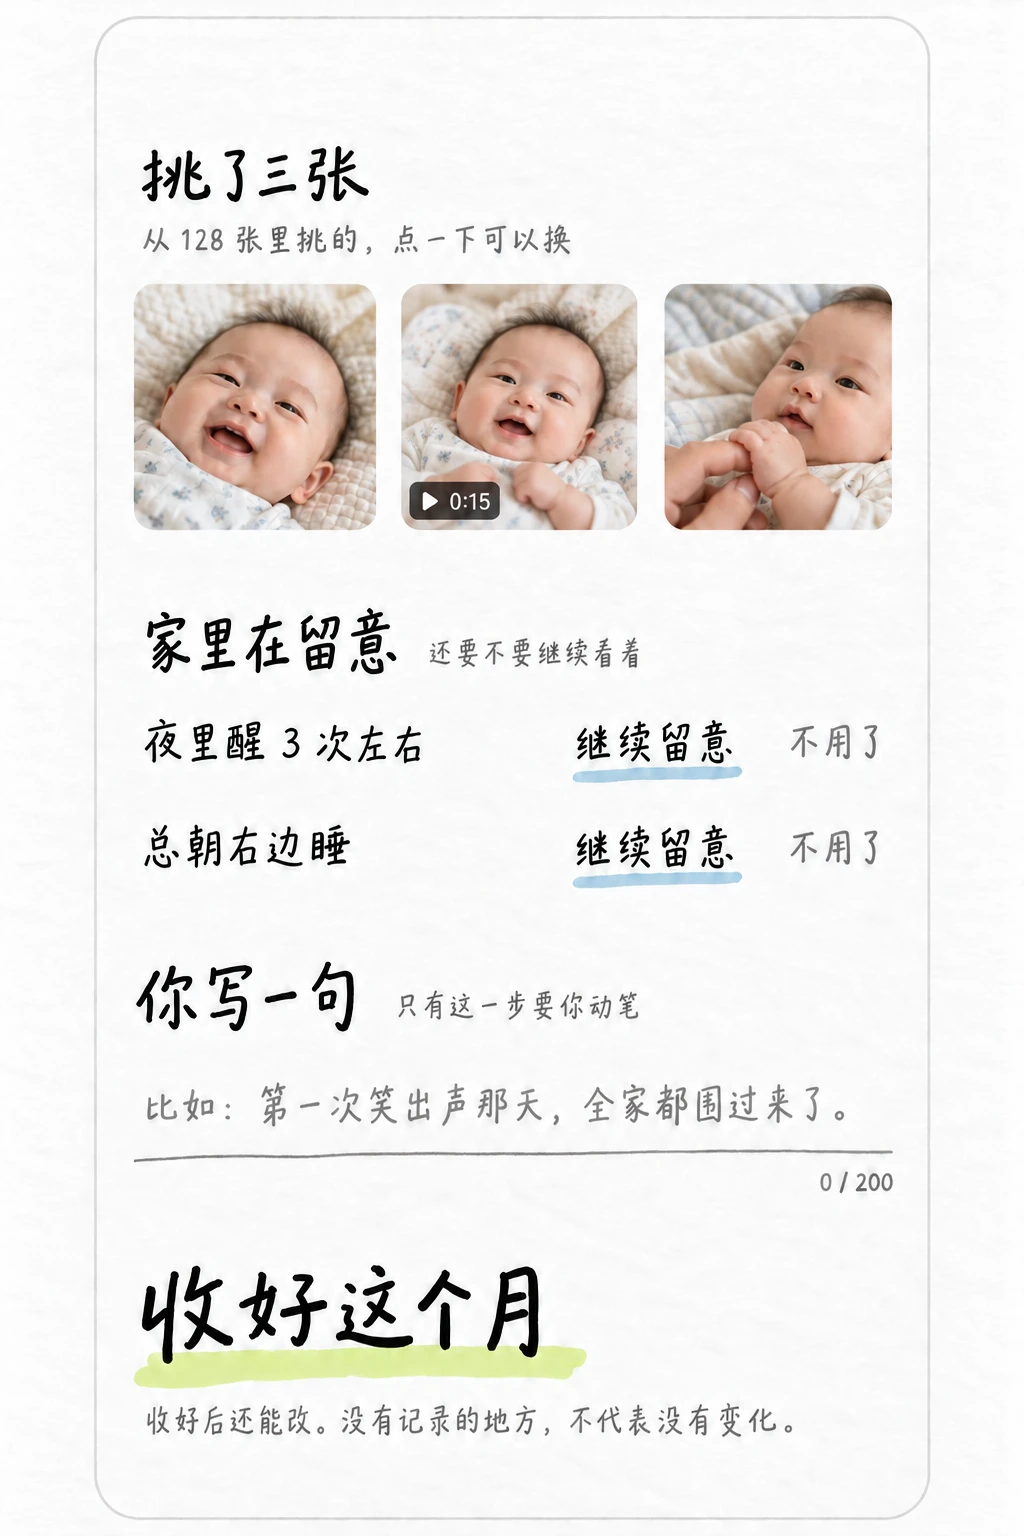 挑了三张
从 128 张里挑的，点一下可以换
0:15
家里在留意 还要不要继续看着
夜里醒 3 次左右 继续留意 不用了
总朝右边睡 继续留意 不用了
你写一句 只有这一步要你动笔
比如：第一次笑出声那天，全家都围过来了。
0 / 200
收好这个月
收好后还能改。没有记录的地方，不代表没有变化。